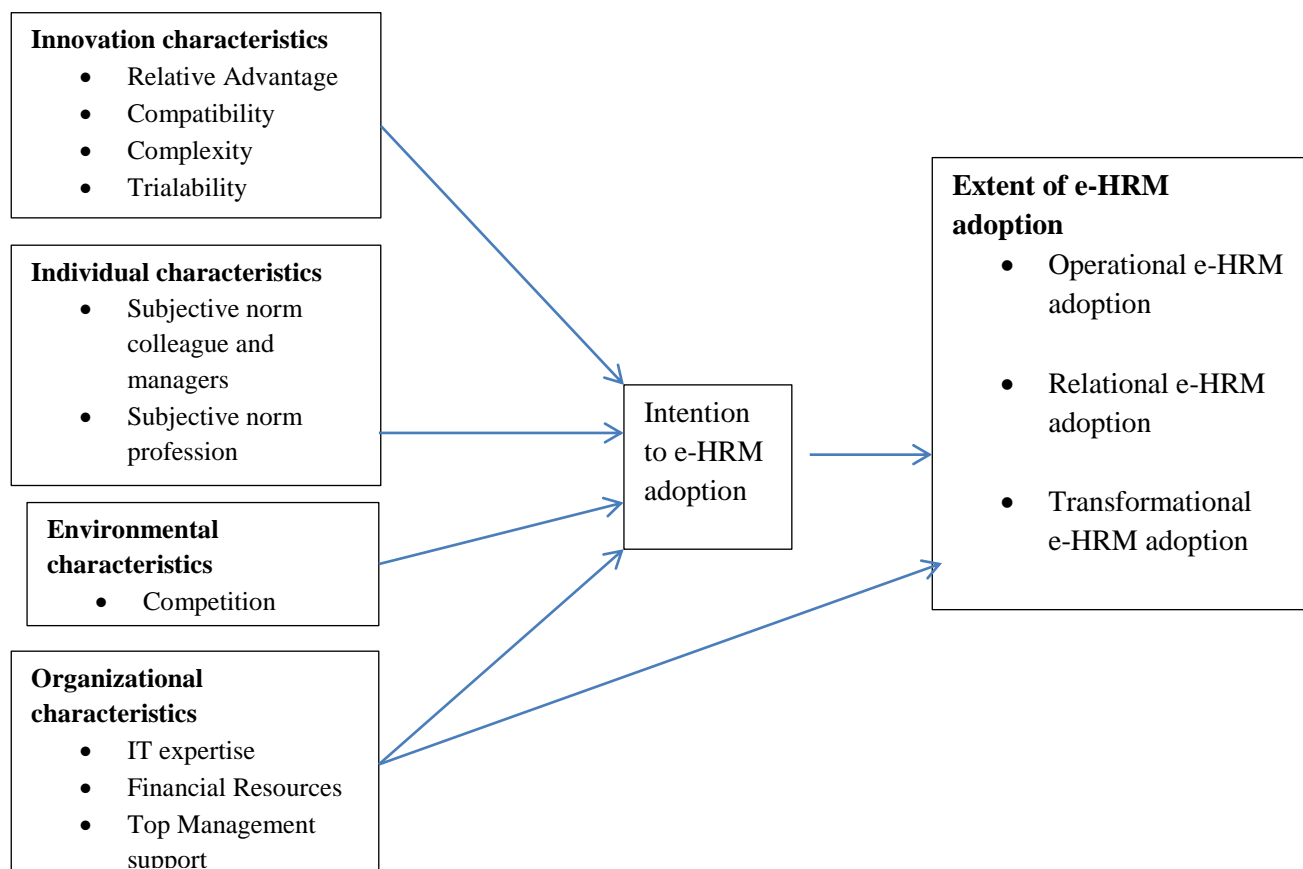 Innovation characteristics
• Relative Advantage
• Compatibility
• Complexity
• Trialability
Individual characteristics
• Subjective norm
colleague and
managers
• Subjective norm
profession
Environmental
characteristics
• Competition
Organizational
characteristics
• IT expertise
• Financial Resources
• Top Management
support
Intention
to e-HRM
adoption
Extent of e-HRM
adoption
• Operational e-HRM
adoption
• Relational e-HRM
adoption
• Transformational
e-HRM adoption